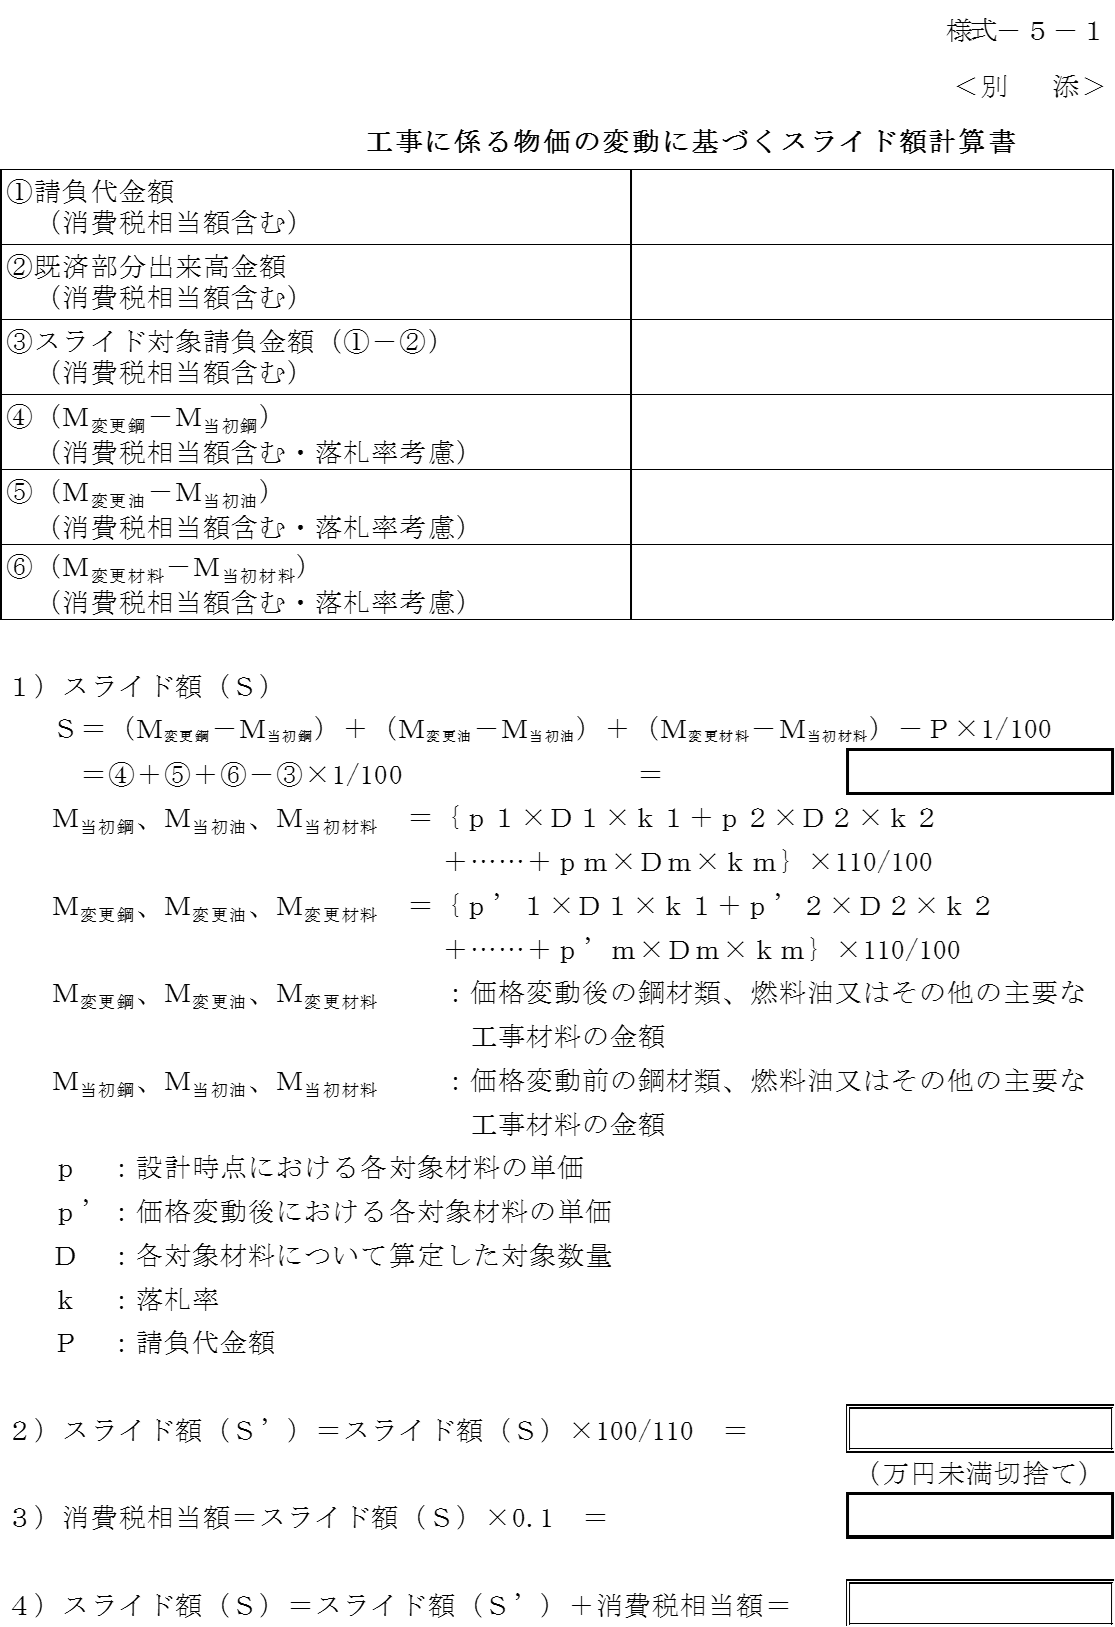 様式－５－１
＜別　添＞
工事に係る物価の変動に基づくスライド額計算書
①請負代金額
（消費税相当額含む）
②既済部分出来高金額
（消費税相当額含む）
③スライド対象請負金額（①－②）
（消費税相当額含む）
④（Ｍ変更鋼－Ｍ当初鋼）
（消費税相当額含む・落札率考慮）
⑤（Ｍ変更油－Ｍ当初油）
（消費税相当額含む・落札率考慮）
⑥（Ｍ変更材料－Ｍ当初材料）
（消費税相当額含む・落札率考慮）
１）スライド額（Ｓ）
Ｓ＝（Ｍ変更鋼－Ｍ当初鋼）＋（Ｍ変更油－Ｍ当初油）＋（Ｍ変更材料－Ｍ当初材料）－Ｐ×1/100
＝④＋⑤＋⑥－③×1/100　＝
Ｍ当初鋼、Ｍ当初油、Ｍ当初材料　＝｛ｐ１×Ｄ１×ｋ１＋ｐ２×Ｄ２×ｋ２
＋……＋ｐｍ×Ｄｍ×ｋｍ｝×110/100
Ｍ変更鋼、Ｍ変更油、Ｍ変更材料　＝｛ｐ’１×Ｄ１×ｋ１＋ｐ’２×Ｄ２×ｋ２
＋……＋ｐ’ｍ×Ｄｍ×ｋｍ｝×110/100
Ｍ変更鋼、Ｍ変更油、Ｍ変更材料　：価格変動後の鋼材類、燃料油又はその他の主要な
工事材料の金額
Ｍ当初鋼、Ｍ当初油、Ｍ当初材料　：価格変動前の鋼材類、燃料油又はその他の主要な
工事材料の金額
ｐ　：設計時点における各対象材料の単価
ｐ’：価格変動後における各対象材料の単価
Ｄ　：各対象材料について算定した対象数量
ｋ　：落札率
Ｐ　：請負代金額
２）スライド額（Ｓ’）＝スライド額（Ｓ）×100/110　＝
（万円未満切捨て）
３）消費税相当額＝スライド額（Ｓ）×0.1　＝
４）スライド額（Ｓ）＝スライド額（Ｓ’）＋消費税相当額＝